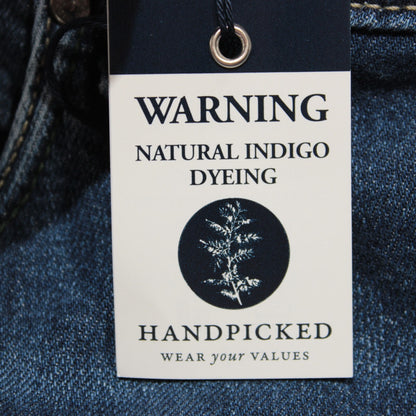 WARNING
NATURAL INDIGO
DYEING
HANDPICKED
WEAR your VALUES